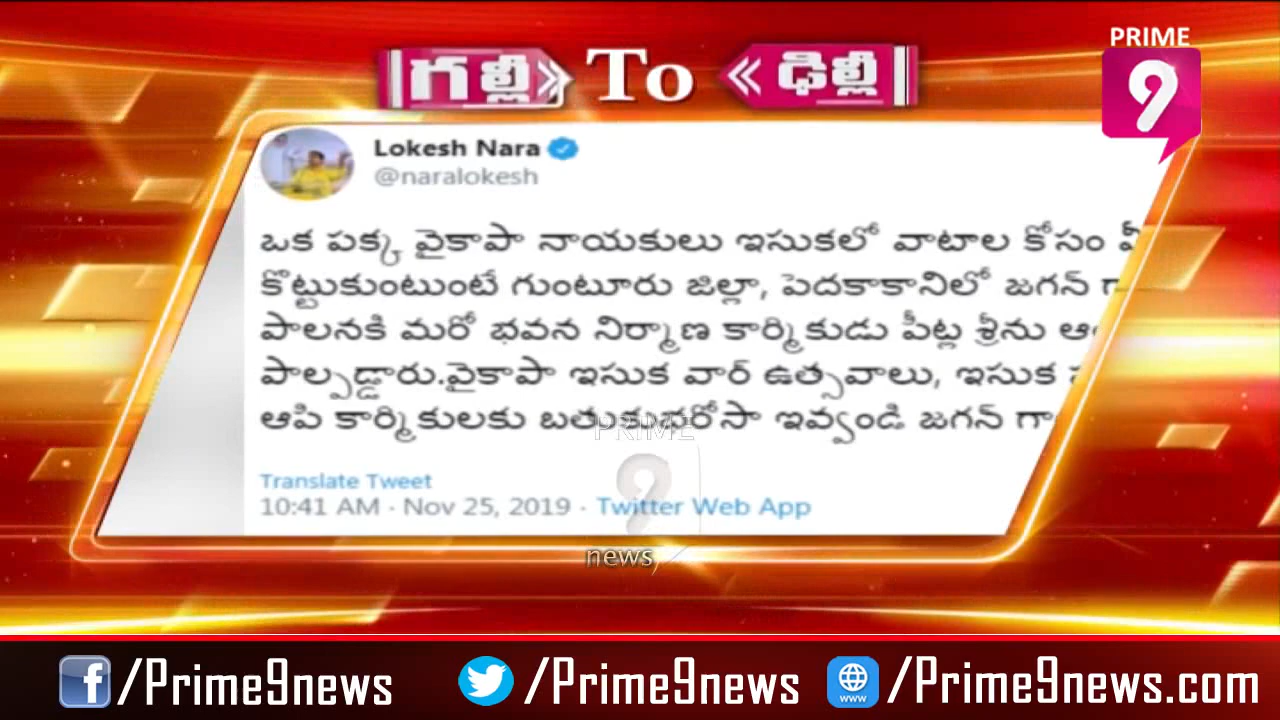 PRIME
9
గల్లీ To ఢిల్లీ
Lokesh Nara
@naralokesh
ఒక పక్క వైకాపా నాయకులు ఇసుకలో వాటాల కోసం
కొట్టుకుంటుంటే గుంటూరు జిల్లా, పెదకాకానిలో జగన్
పాలనకి మరో భవన నిర్మాణ కార్మికుడు పీట్ల శ్రీను
పాల్పడ్డారు.వైకాపా ఇసుక వార్ ఉత్సవాలు, ఇసుక
ఆపి కార్మికులకు బతుకు భరోసా ఇవ్వండి జగన్
PRIME
9
Translate Tweet
10:41 AM · Nov 25, 2019 · Twitter Web App
news
/Prime9news /Prime9news /Prime9news.com